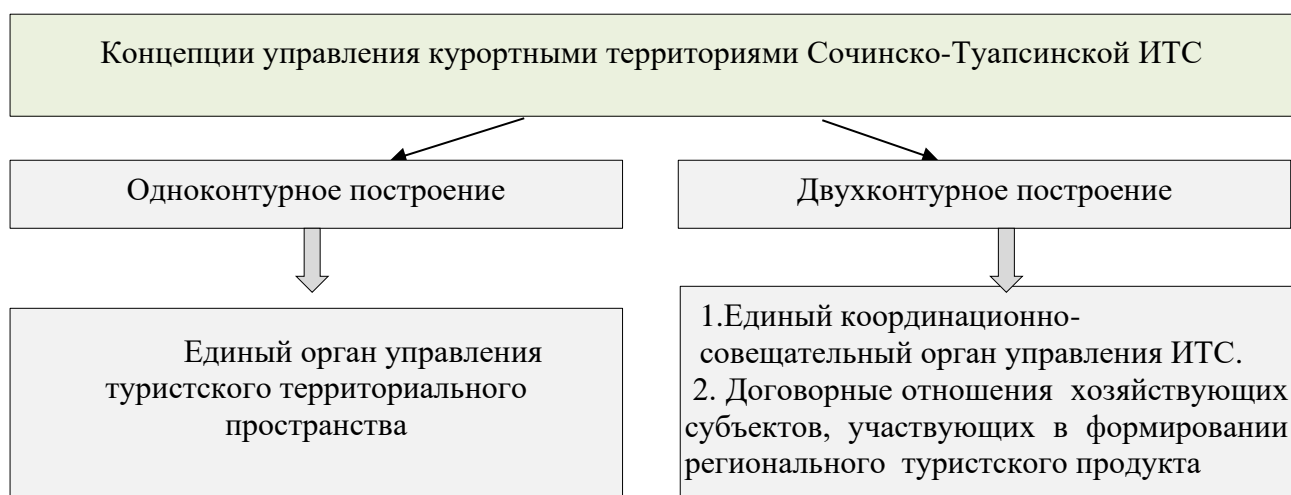 Концепции управления курортными территориями Сочинско-Туапсинской ИТС
Одноконтурное построение
Двухконтурное построение
Единый орган управления
туристского территориального
пространства
1.Единый координационно-
совещательный орган управления ИТС.
2. Договорные отношения хозяйствующих
субъектов, участвующих в формировании
регионального туристского продукта